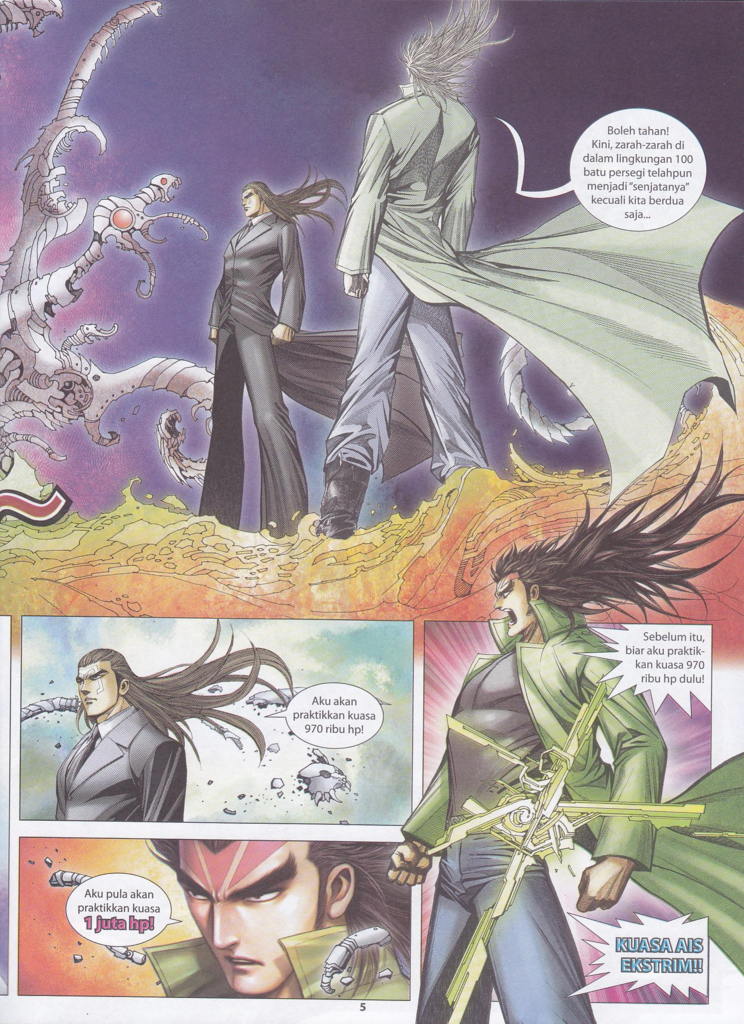 Boleh tahan!
Kini, zarah-zarah di
dalam lingkungan 100
batu persegi telahpun
menjadi "senjatanya"
kecuali kita berdua
saja...
Aku akan
praktikkan kuasa
970 ribu hp!
Aku pula akan
praktikkan kuasa
1 juta hp!
Sebelum itu,
biar aku praktik-
kan kuasa 970
ribu hp dulu!
KUASA AIS
EKSTRIM!!
5